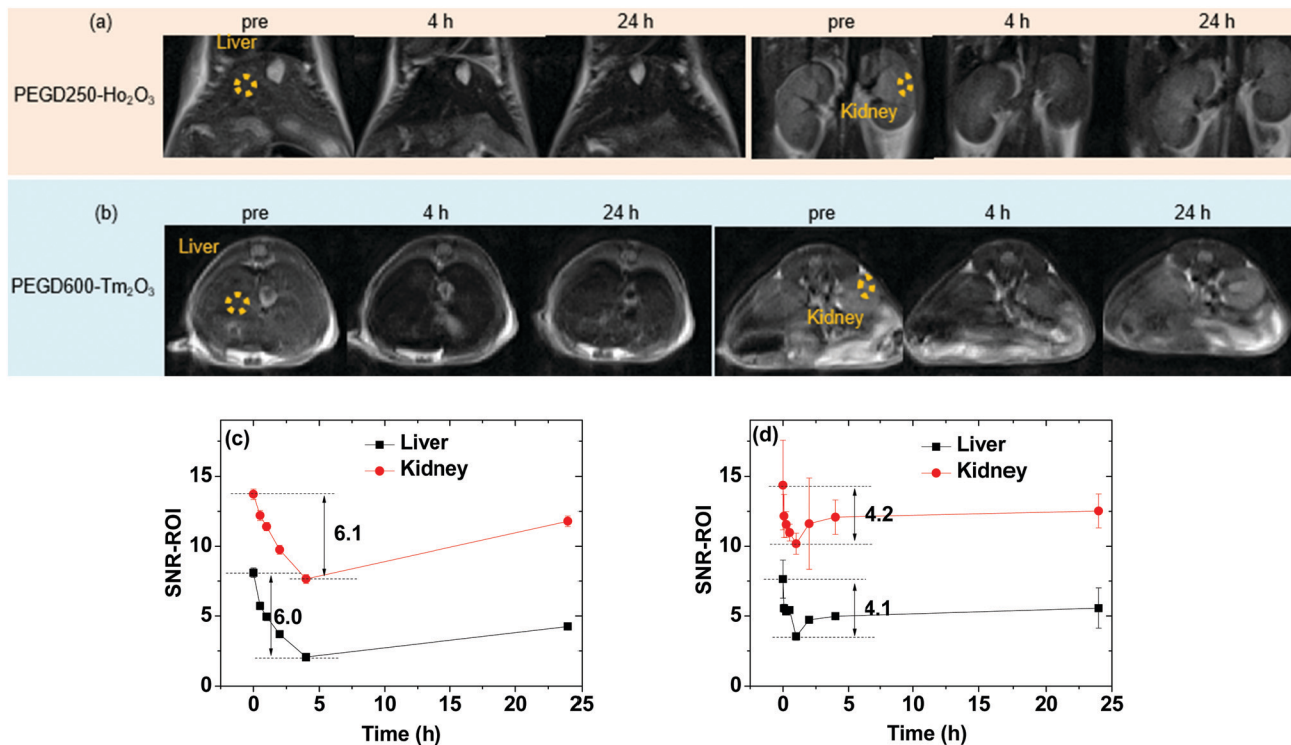 (a) pre 4 h 24 h pre 4 h 24 h
Liver
PEGD250-Ho₂O₃
Kidney
(b) pre 4 h 24 h pre 4 h 24 h
Liver
PEGD600-Tm₂O₃
Kidney
(c)
Liver
Kidney
15
6.1
10
SNR-ROI
5
6.0
0
0 5 10 15 20 25
Time (h)
(d)
Liver
Kidney
15
4.2
10
SNR-ROI
5
4.1
0
0 5 10 15 20 25
Time (h)